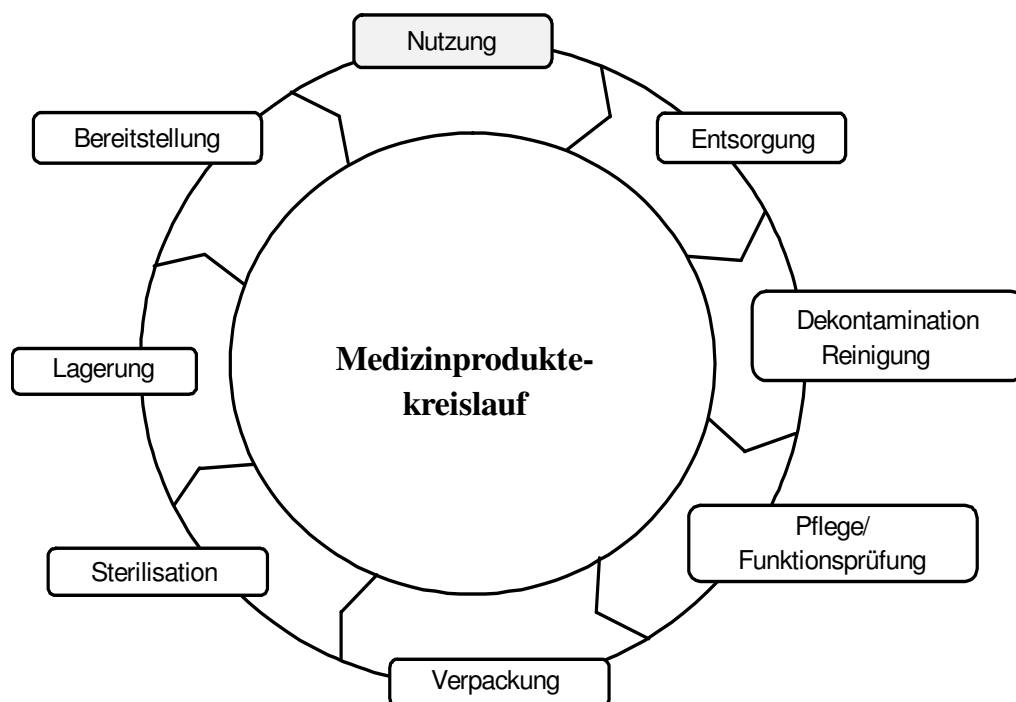 Nutzung
Bereitstellung
Entsorgung
Dekontamination
Reinigung
Medizinprodukte-
kreislauf
Lagerung
Pflege/
Funktionsprüfung
Sterilisation
Verpackung